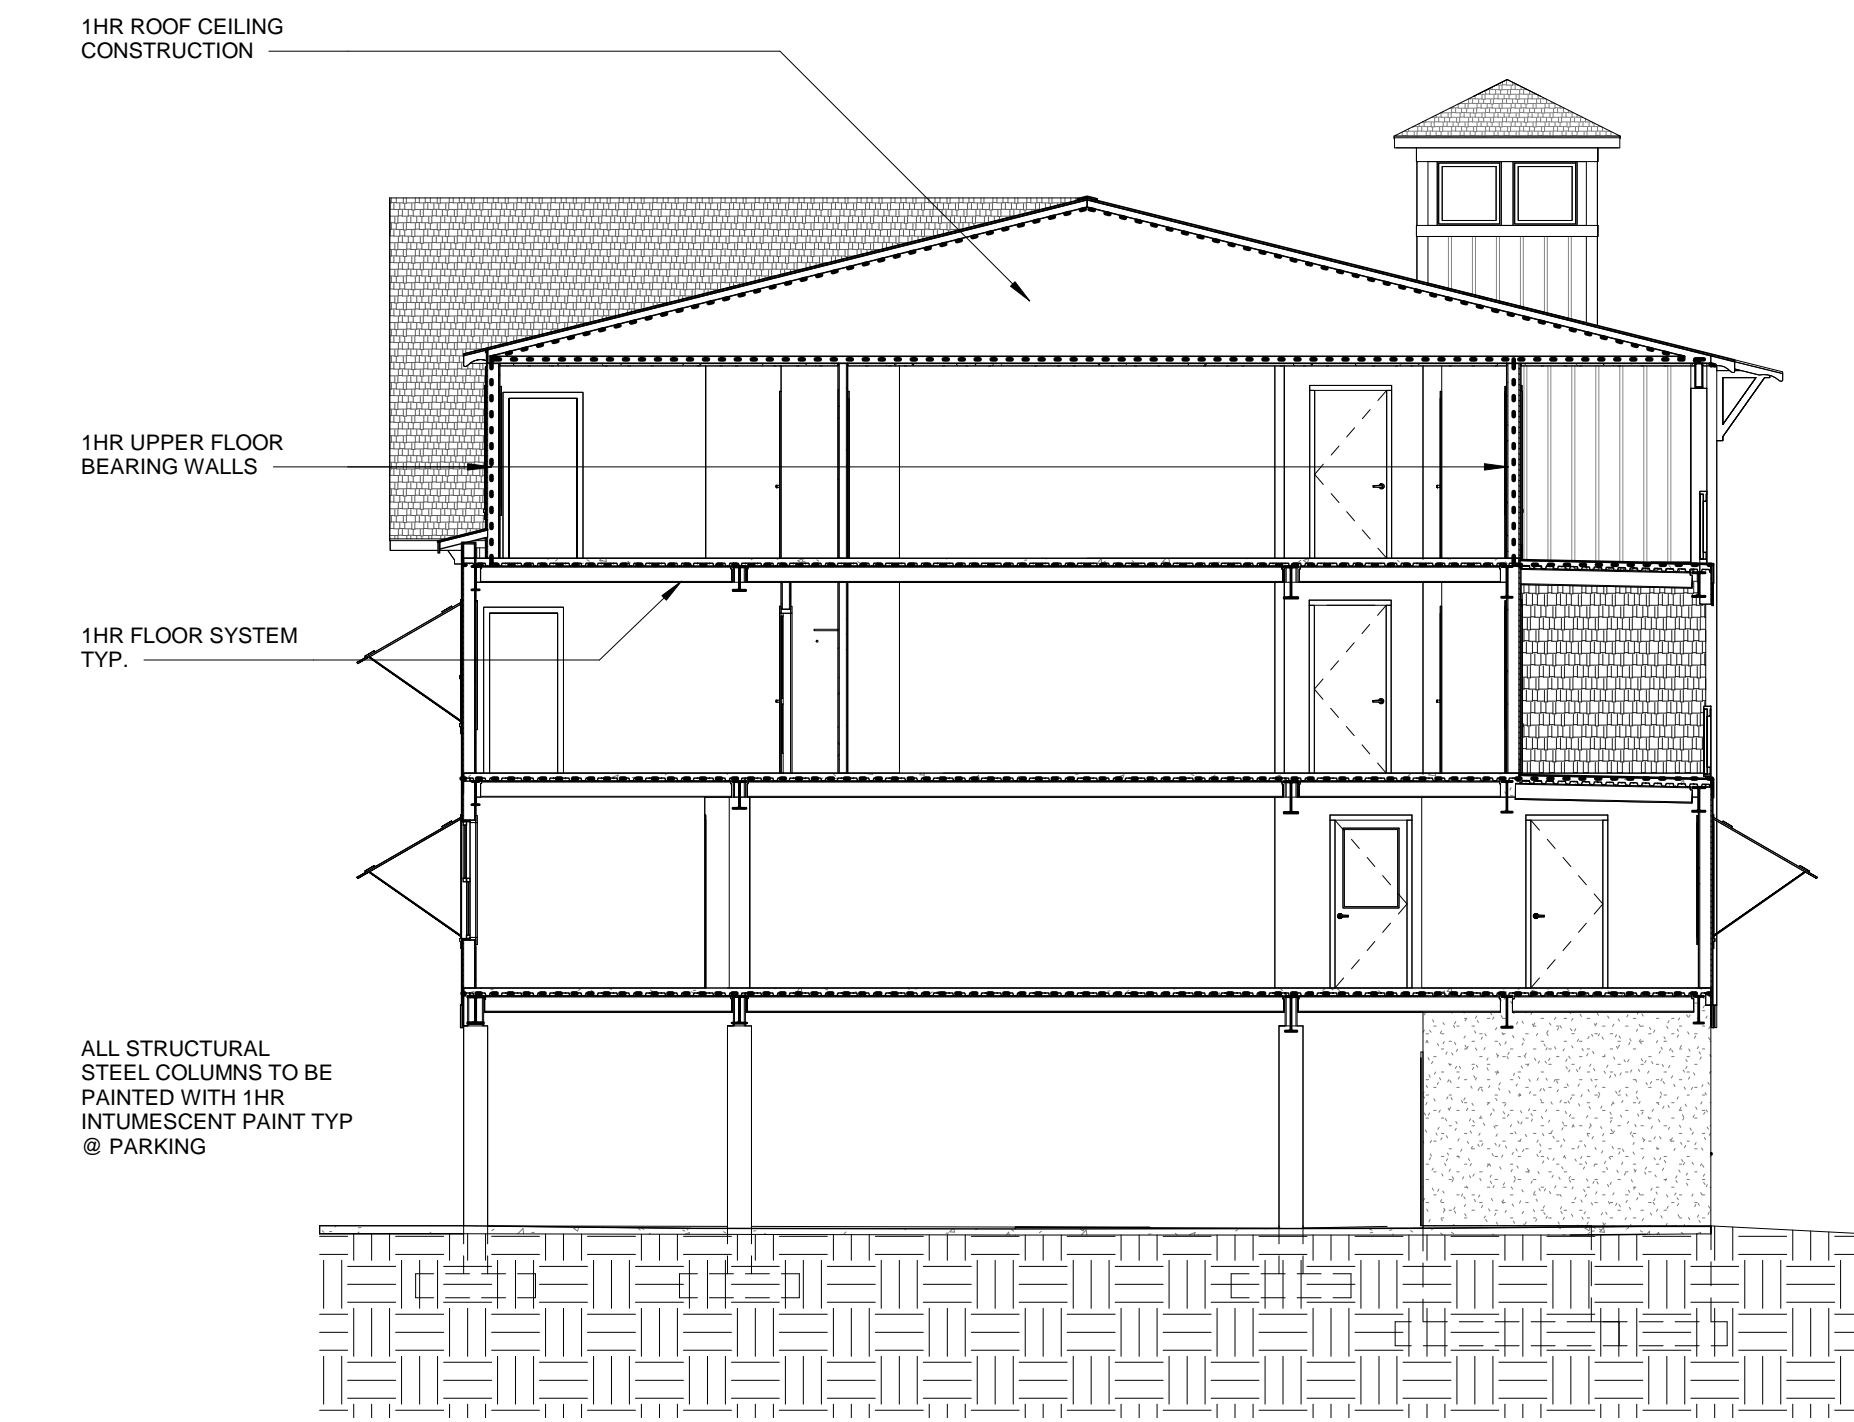 1HR ROOF CEILING
CONSTRUCTION
1HR UPPER FLOOR
BEARING WALLS
1HR FLOOR SYSTEM
TYP.
ALL STRUCTURAL
STEEL COLUMNS TO BE
PAINTED WITH 1HR
INTUMESCENT PAINT TYP
@ PARKING